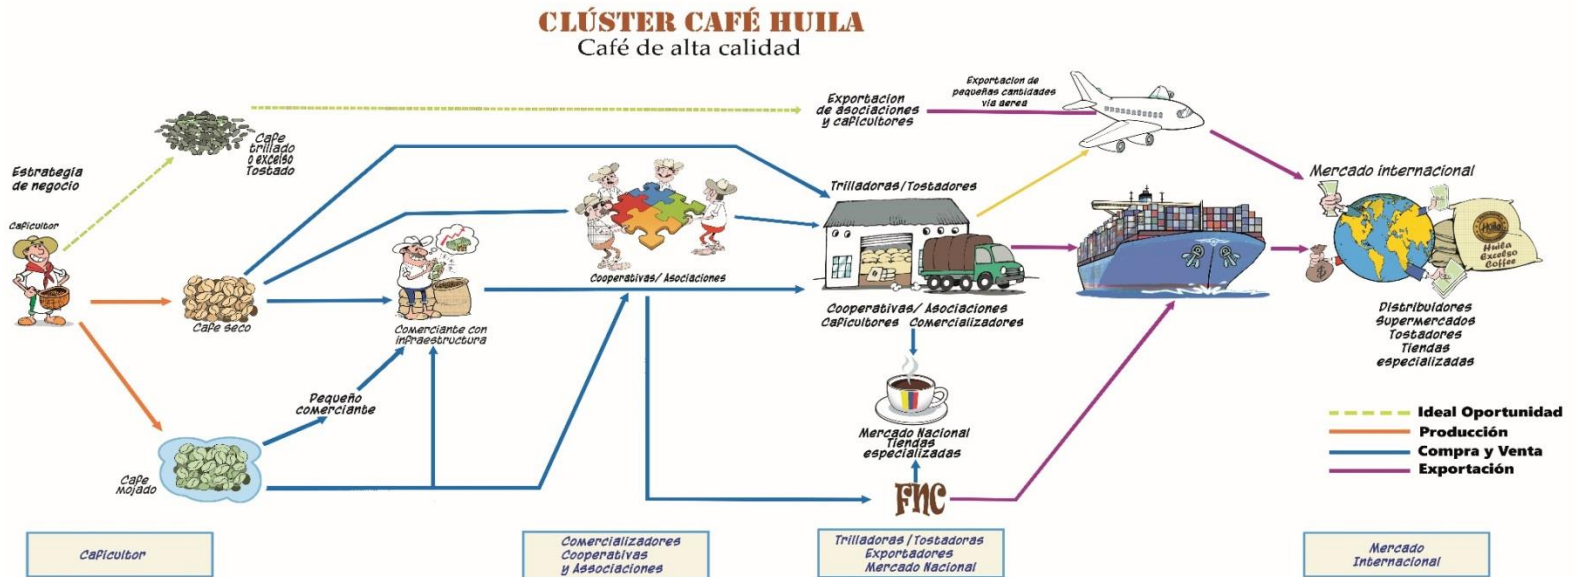 CLÚSTER CAFÉ HUILA
Café de alta calidad
Estrategia
de negocio
Caficultor
Cafe
trillado
o excelso
Tostado
Cafe seco
Cafe
mojado
Pequeño
comerciante
Comerciante con
infraestructura
Cooperativas/ Asociaciones
Exportacion
de asociaciones
y caficultores
Exportacion de
pequeñas cantidades
via aerea
Trilladoras/Tostadores
Cooperativas/ Asociaciones
Caficultores Comercializadores
Mercado Nacional
Tiendas
especializadas
FNC
Mercado internacional
Huila
Huila
Excelso
Coffee
Distribuidores
Supermercados
Tostadores
Tiendas
especializadas
Ideal Oportunidad
Producción
Compra y Venta
Exportación
Caficultor
Comercializadores
Cooperativas
y Associaciones
Trilladoras/Tostadoras
Exportadores
Mercado Nacional
Mercado
Internacional